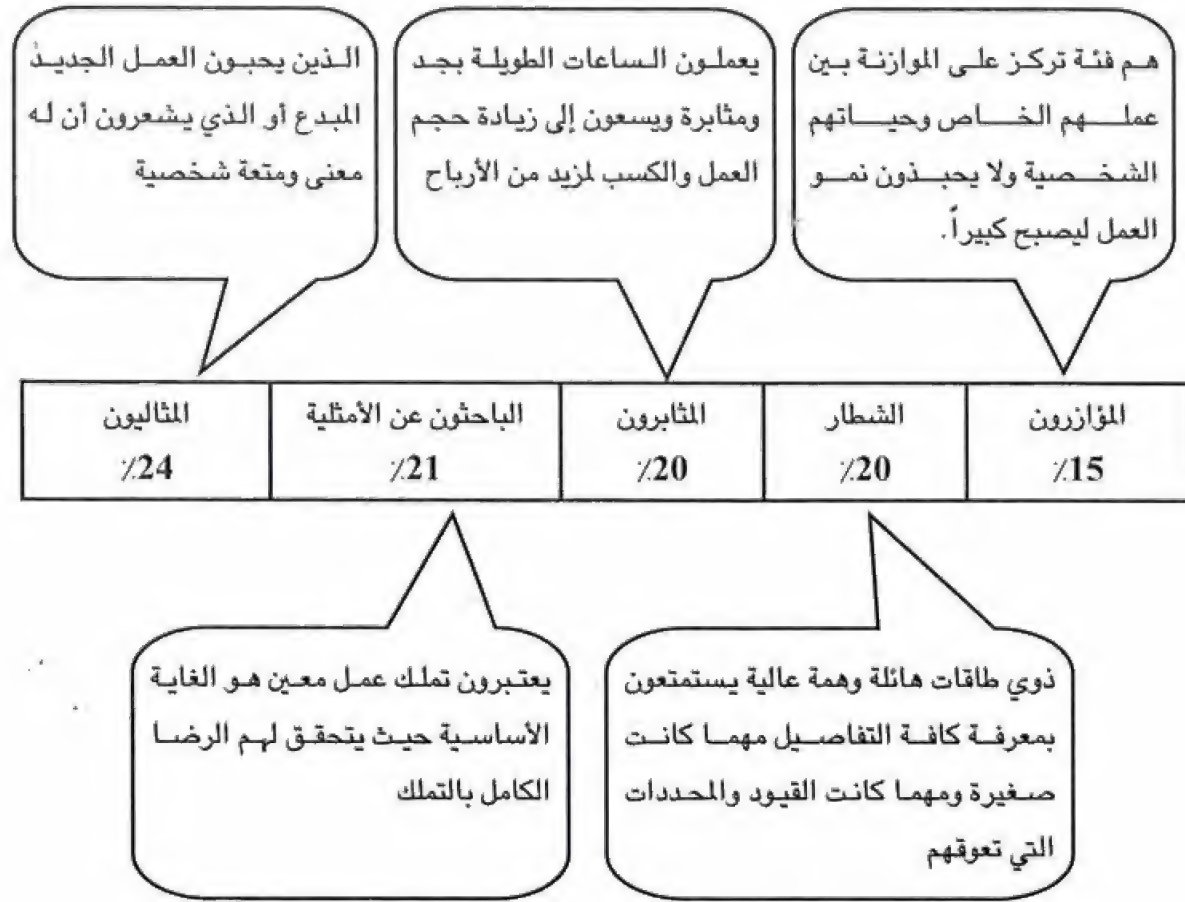 هم فئة تركز على الموازنة بين
عملهم الخاص وحياتهم
الشخصية ولا يحبذون نمو
العمل ليصبح كبيراً.
يعملون الساعات الطويلة بجد
ومثابرة ويسعون إلى زيادة حجم
العمل والكسب لمزيد من الأرباح
الذين يحبون العمل الجديد
المبدع أو الذي يشعرون أن له
معنى ومتعة شخصية
المؤازرون
٪15
الشطار
٪20
المثابرون
٪20
الباحثون عن الأمثلية
٪21
المثاليون
٪24
ذوي طاقات هائلة وهمة عالية يستمتعون
بمعرفة كافة التفاصيل مهما كانت
صغيرة ومهما كانت القيود والمحددات
التي تعوقهم
يعتبرون تملك عمل معين هو الغاية
الأساسية حيث يتحقق لهم الرضا
الكامل بالتملك